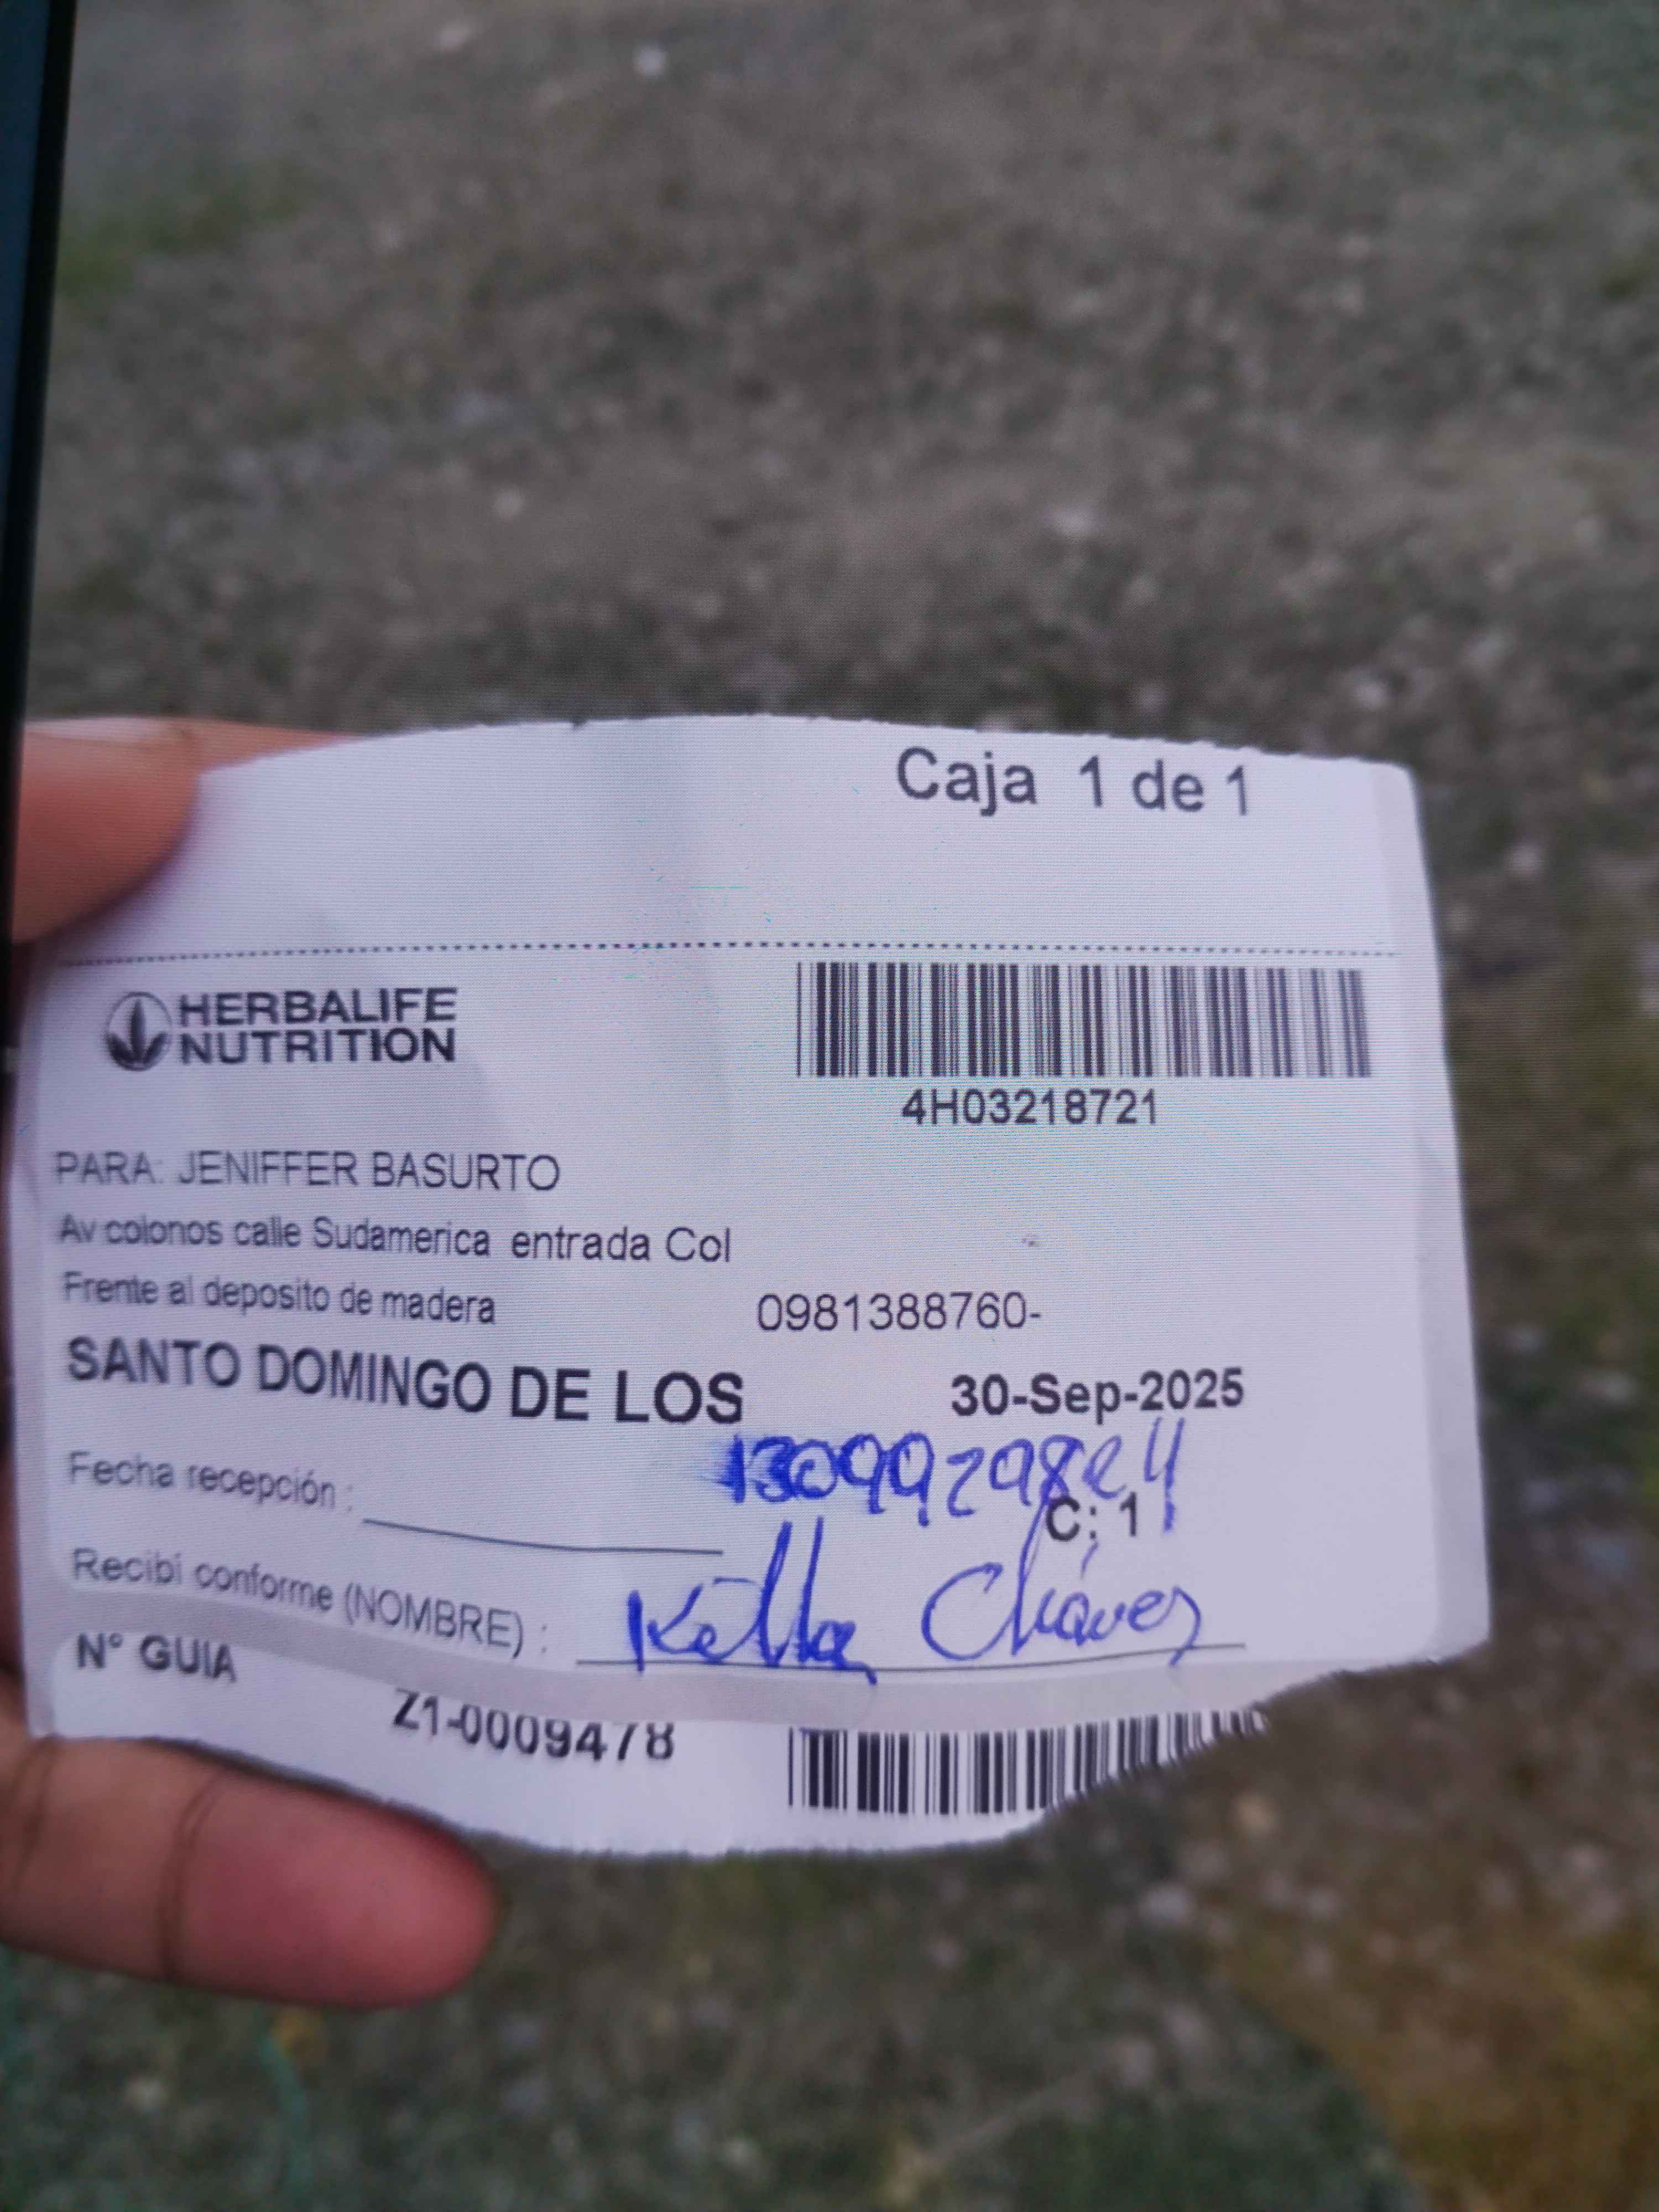 Caja 1 de 1
HERBALIFE
NUTRITION
4H03218721
PARA: JENIFFER BASURTO
Av colonos calle Sudamerica entrada Col
Frente al deposito de madera 0981388760-
SANTO DOMINGO DE LOS 30-Sep-2025
Fecha recepción :
C: 1
Recibí conforme (NOMBRE) : Kella Chávez
N° GUIA
Z1-0009478